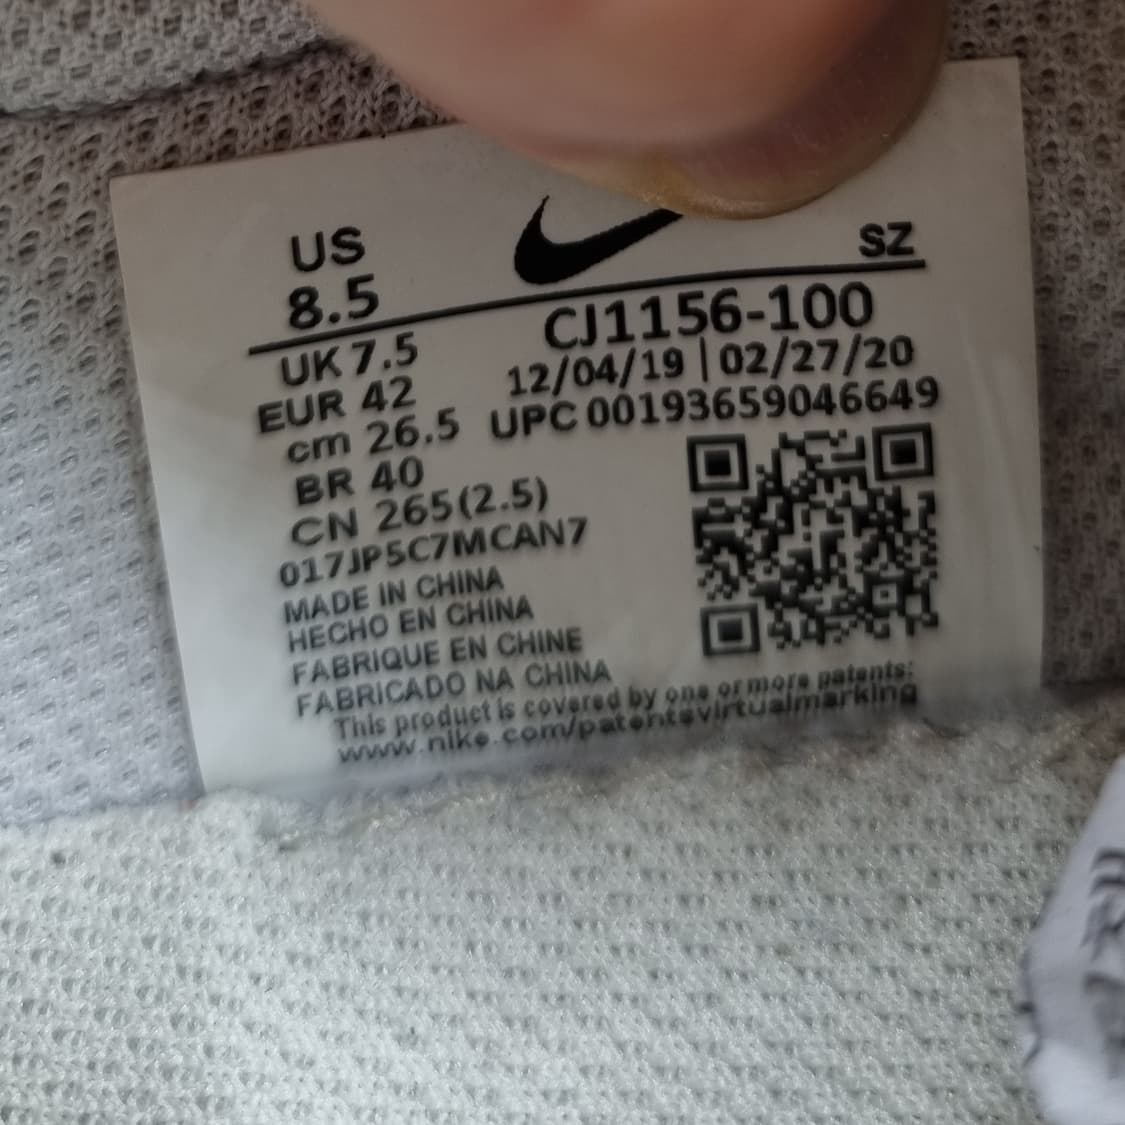 US SZ
8.5
UK 7.5 CJ1156-100
EUR 42 12/04/19 | 02/27/20
cm 26.5 UPC 00193659046649
BR 40
CN 265(2.5)
017JP5C7MCAN7
MADE IN CHINA
HECHO EN CHINA
FABRIQUE EN CHINE
FABRICADO NA CHINA
This product is covered by one or more patents:
www.nike.com/patentsvirtualmarking